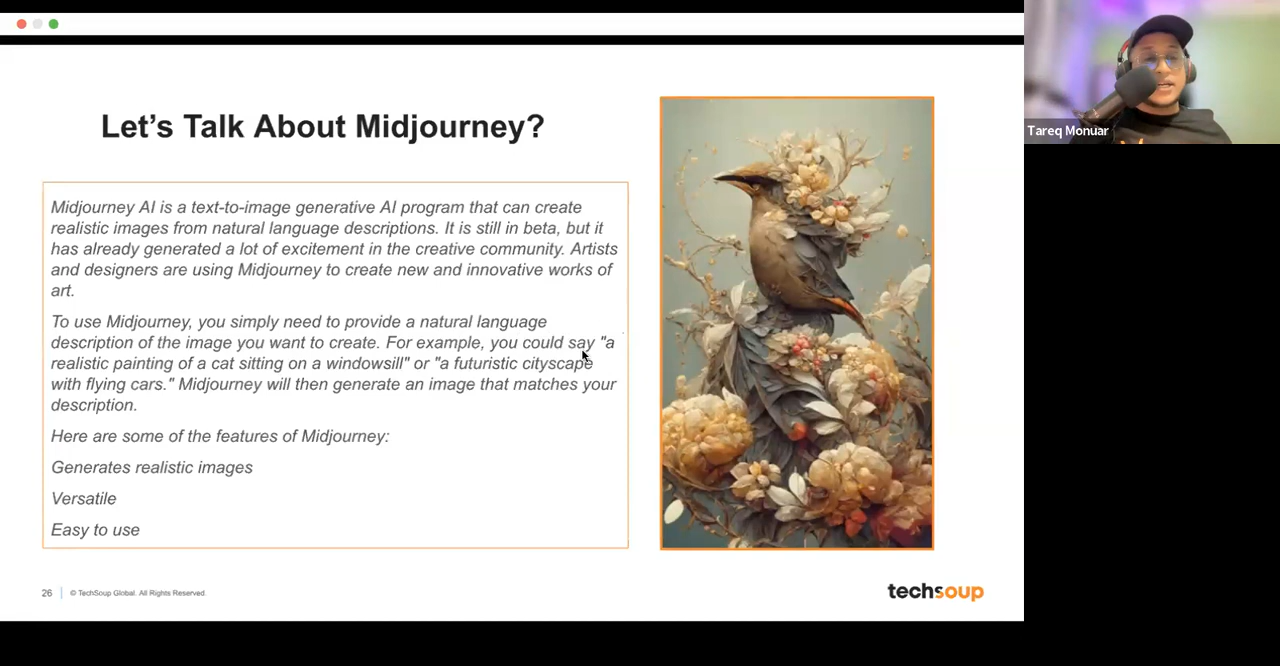 Let's Talk About Midjourney?
Midjourney AI is a text-to-image generative AI program that can create
realistic images from natural language descriptions. It is still in beta, but it
has already generated a lot of excitement in the creative community. Artists
and designers are using Midjourney to create new and innovative works of
art.
To use Midjourney, you simply need to provide a natural language
description of the image you want to create. For example, you could say "a
realistic painting of a cat sitting on a windowsill" or "a futuristic cityscape
with flying cars." Midjourney will then generate an image that matches your
description.
Here are some of the features of Midjourney:
Generates realistic images
Versatile
Easy to use
26
© TechSoup Global. All Rights Reserved.
techsoup
Tareq Monuar